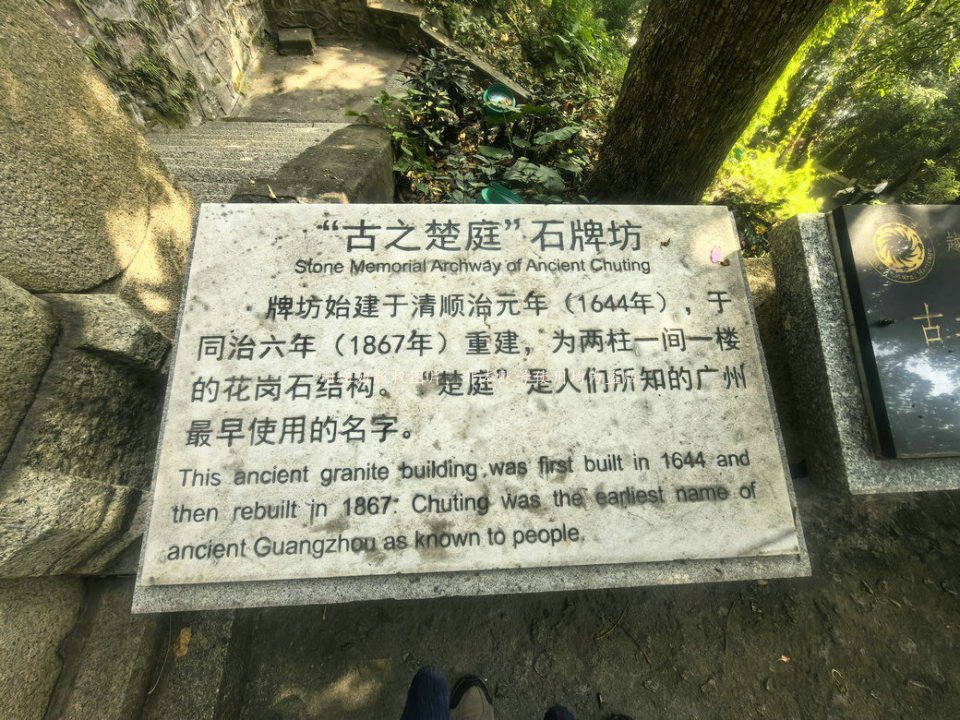 “古之楚庭”石牌坊
Stone Memorial Archway of Ancient Chuting
牌坊始建于清顺治元年（1644年），于
同治六年（1867年）重建，为两柱一间一楼
的花岗石结构。“楚庭”是人们所知的广州
最早使用的名字。
This ancient granite building was first built in 1644 and
then rebuilt in 1867. Chuting was the earliest name of
ancient Guangzhou as known to people.
古